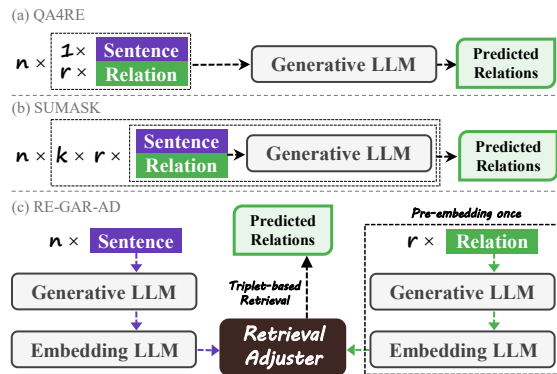 (a) QA4RE
n × 1× Sentence
r × Relation
Generative LLM
Predicted
Relations
(b) SUMASK
n × k × r × Sentence
Relation
Generative LLM
Predicted
Relations
(c) RE-GAR-AD
n × Sentence
Generative LLM
Embedding LLM
Predicted
Relations
Triplet-based
Retrieval
Retrieval
Adjuster
Pre-embedding once
r × Relation
Generative LLM
Embedding LLM